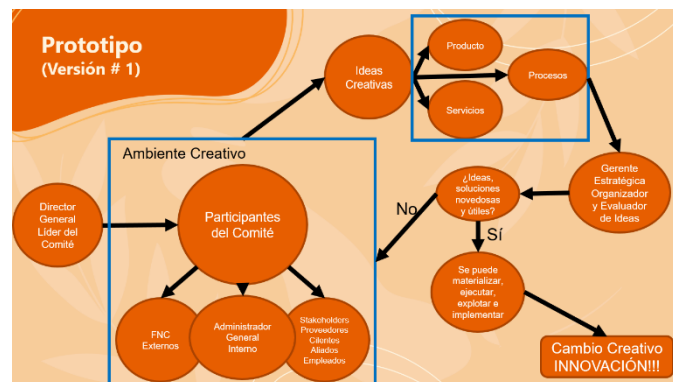 Prototipo
(Versión # 1)
Ideas
Creativas
Producto
Procesos
Servicios
Ambiente Creativo
Director
General
Líder del
Comité
Participantes
del Comité
FNC
Externos
Administrador
General
Interno
Stakeholders
Proveedores
Clientes
Aliados
Empleados
No
¿Ideas,
soluciones
novedosas
y útiles?
Sí
Gerente
Estratégica
Organizador
y Evaluador
de Ideas
Se puede
materializar,
ejecutar,
explotar e
implementar
Cambio Creativo
INNOVACIÓN!!!